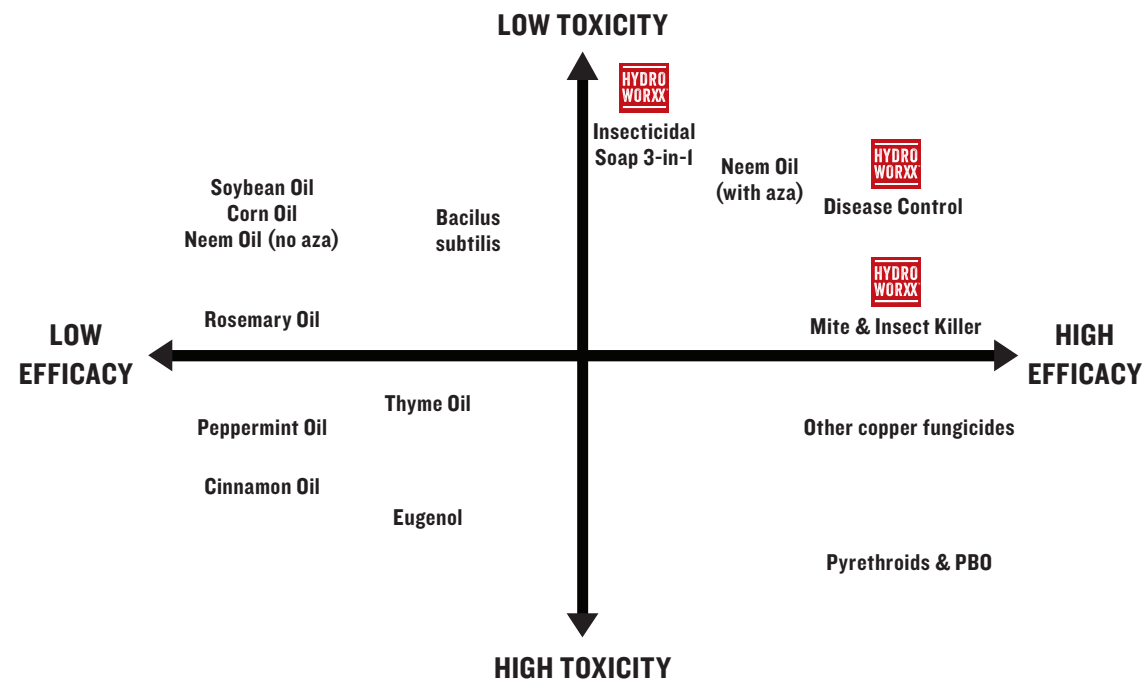 LOW TOXICITY
HYDRO
WORXX
Insecticidal
Soap 3-in-1
Neem Oil
(with aza)
HYDRO
WORXX
Disease Control
Soybean Oil
Corn Oil
Neem Oil (no aza)
Bacilus
subtilis
HYDRO
WORXX
Mite & Insect Killer
Rosemary Oil
LOW
EFFICACY
HIGH
EFFICACY
Thyme Oil
Peppermint Oil
Other copper fungicides
Cinnamon Oil
Eugenol
Pyrethroids & PBO
HIGH TOXICITY